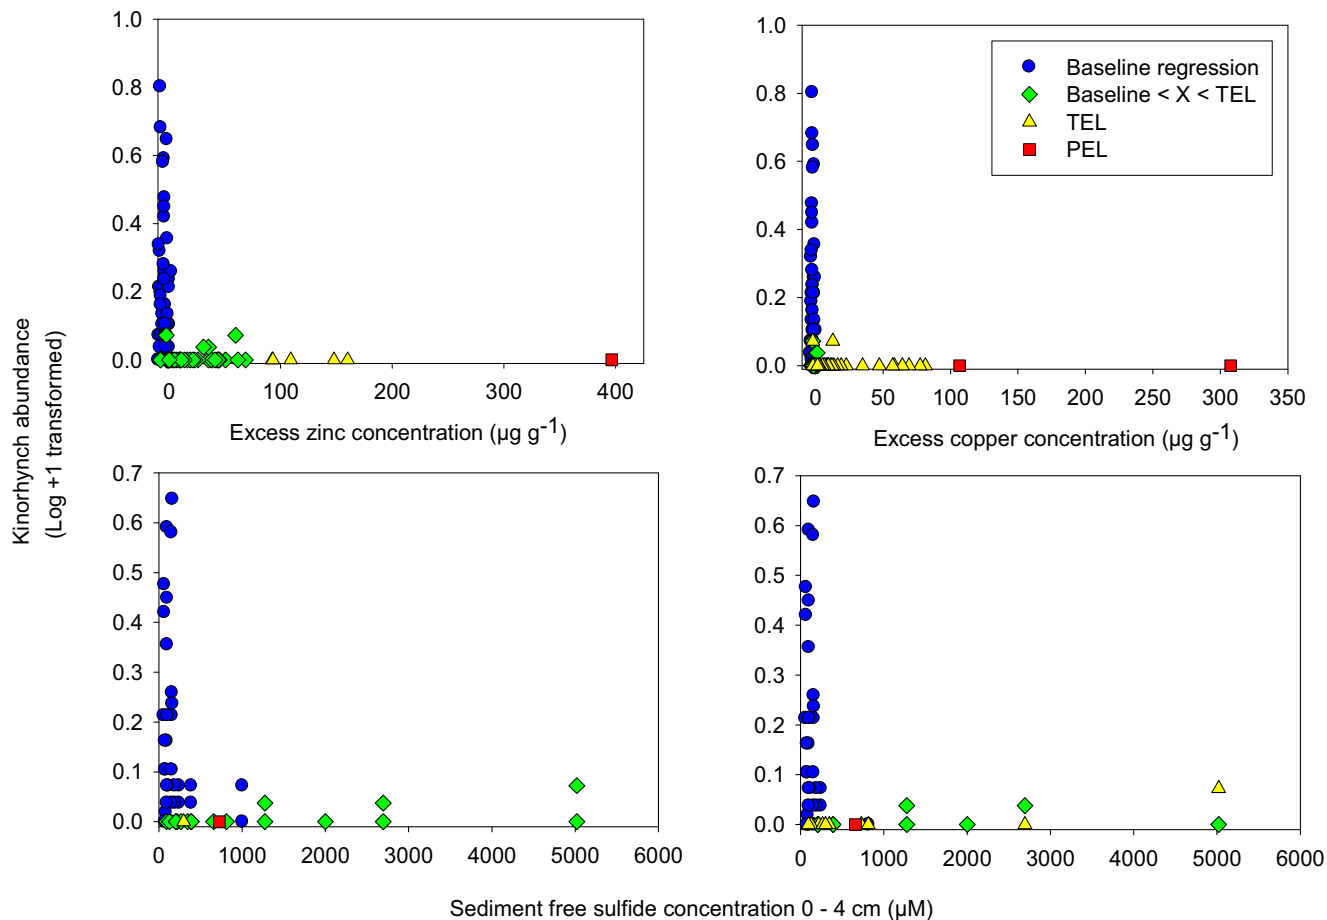 1.0
0.8
0.6
0.4
0.2
0.0
0 100 200 300 400
Excess zinc concentration (µg g-1)
1.0
0.8
0.6
0.4
0.2
0.0
0 50 100 150 200 250 300 350
Excess copper concentration (µg g-1)
Baseline regression
Baseline < X < TEL
TEL
PEL
Kinorhynch abundance
(Log +1 transformed)
0.7
0.6
0.5
0.4
0.3
0.2
0.1
0.0
0 1000 2000 3000 4000 5000 6000
0.7
0.6
0.5
0.4
0.3
0.2
0.1
0.0
0 1000 2000 3000 4000 5000 6000
Sediment free sulfide concentration 0 - 4 cm (µM)